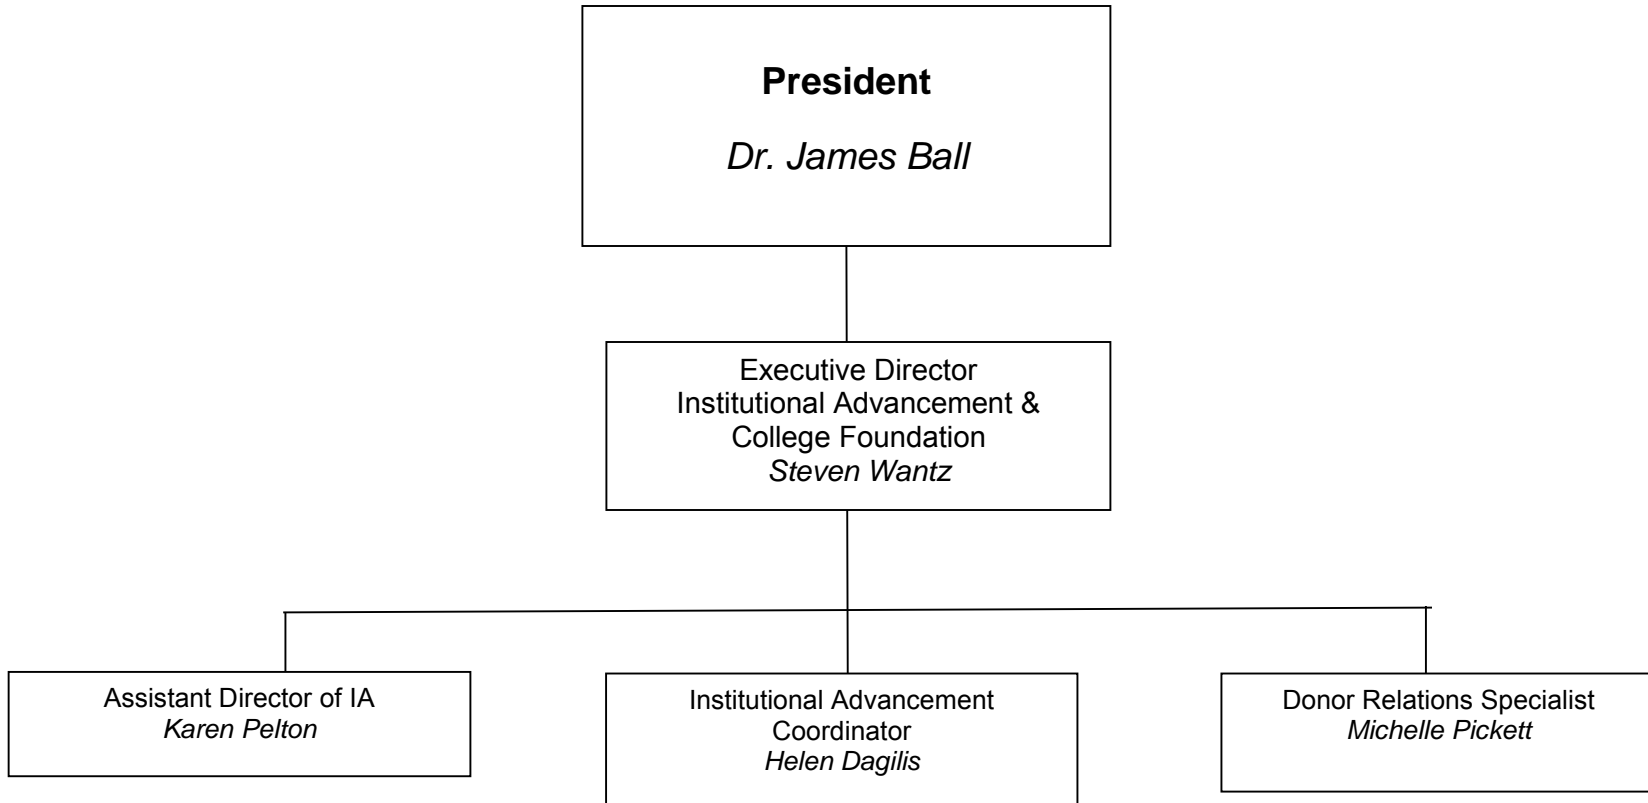 President
Dr. James Ball
Executive Director
Institutional Advancement &
College Foundation
Steven Wantz
Assistant Director of IA
Karen Pelton
Institutional Advancement
Coordinator
Helen Dagilis
Donor Relations Specialist
Michelle Pickett